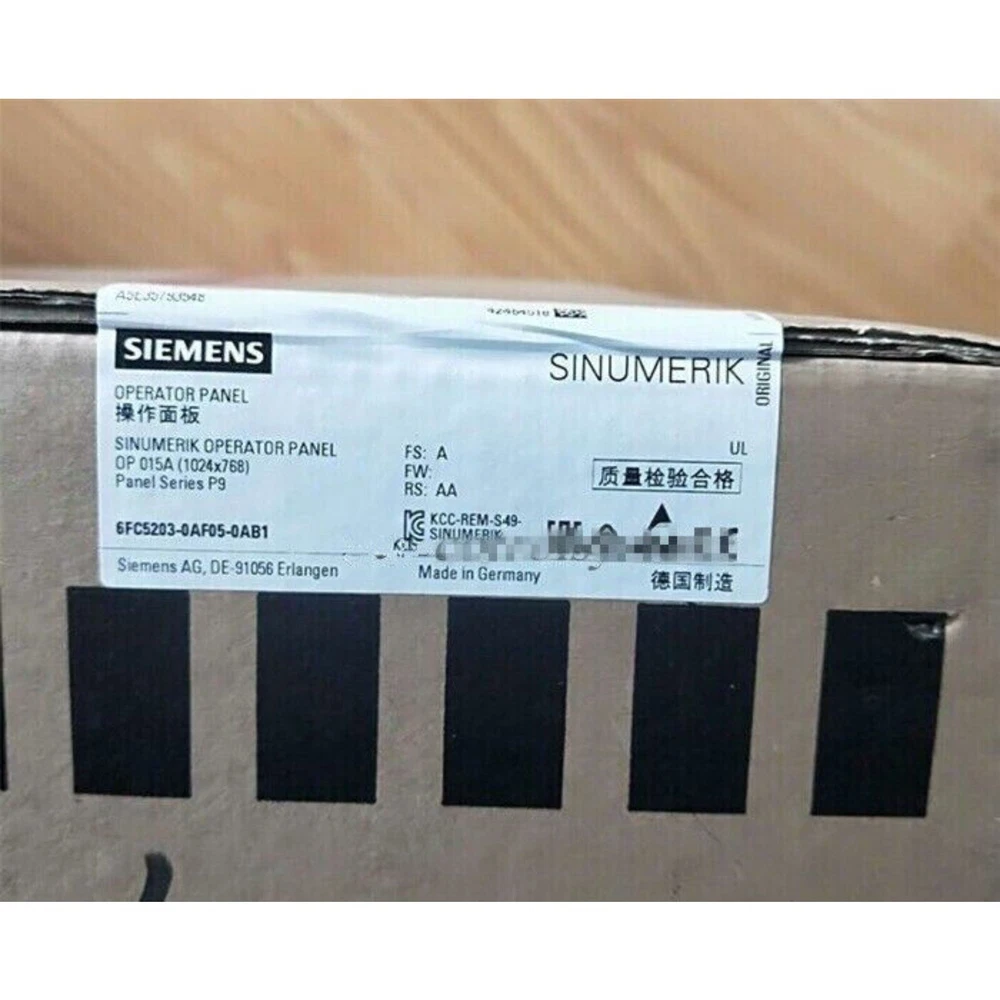 A5E35793548
SIEMENS
SINUMERIK
ORIGINAL
OPERATOR PANEL
操作面板
SINUMERIK OPERATOR PANEL
OP 015A (1024x768)
Panel Series P9
FS: A
FW:
RS: AA
UL
质量检验合格
6FC5203-0AF05-0AB1
KCC-REM-S49-
SINUMERIK
Siemens AG, DE-91056 Erlangen
Made in Germany
德国制造